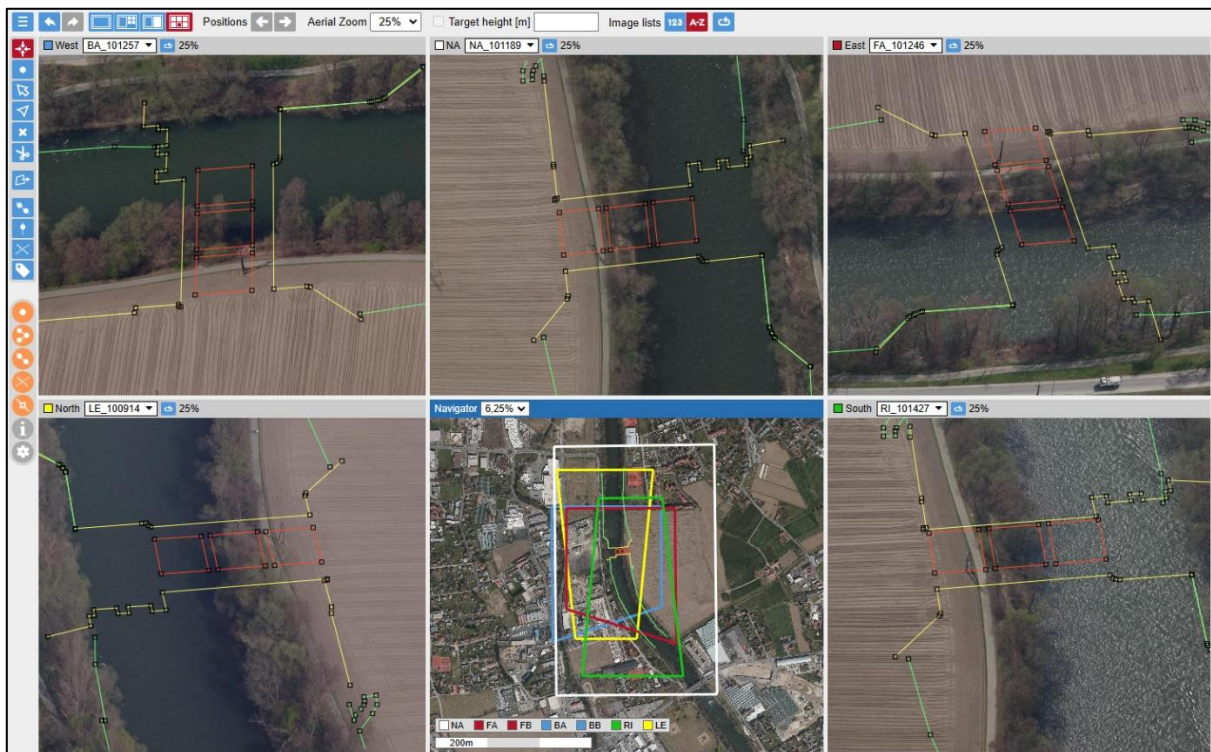 Positions Aerial Zoom 25% Target height [m] Image lists 123 A-Z
West BA_101257 25%
NA NA_101189 25%
East FA_101246 25%
North LE_100914 25%
Navigator 6,25%
South RI_101427 25%
NA FA FB BA BB RI LE
200m